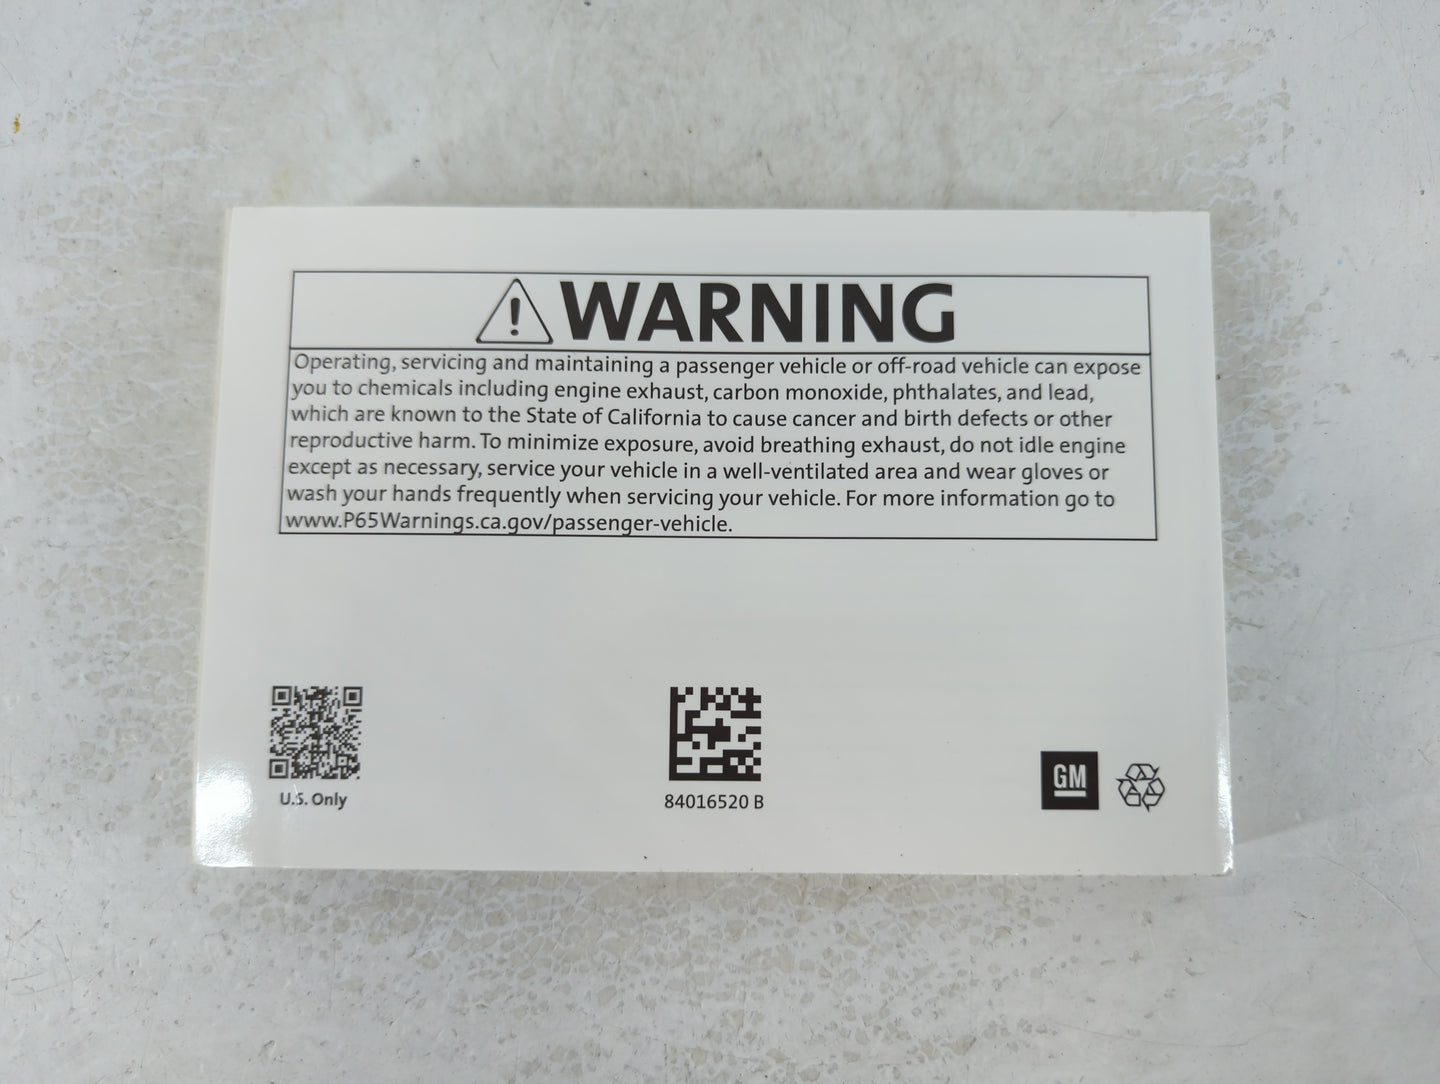 WARNING
Operating, servicing and maintaining a passenger vehicle or off-road vehicle can expose
you to chemicals including engine exhaust, carbon monoxide, phthalates, and lead,
which are known to the State of California to cause cancer and birth defects or other
reproductive harm. To minimize exposure, avoid breathing exhaust, do not idle engine
except as necessary, service your vehicle in a well-ventilated area and wear gloves or
wash your hands frequently when servicing your vehicle. For more information go to
www.P65Warnings.ca.gov/passenger-vehicle.
U.S. Only
84016520 B
GM